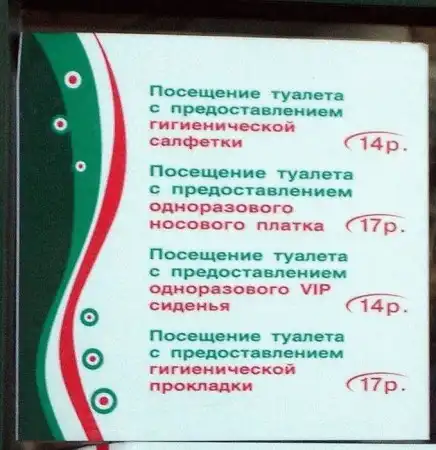 Посещение туалета
с предоставлением
гигиенической
салфетки 14р.
Посещение туалета
с предоставлением
одноразового
носового платка 17р.
Посещение туалета
с предоставлением
одноразового VIP
сиденья 14р.
Посещение туалета
с предоставлением
гигиенической
прокладки 17р.